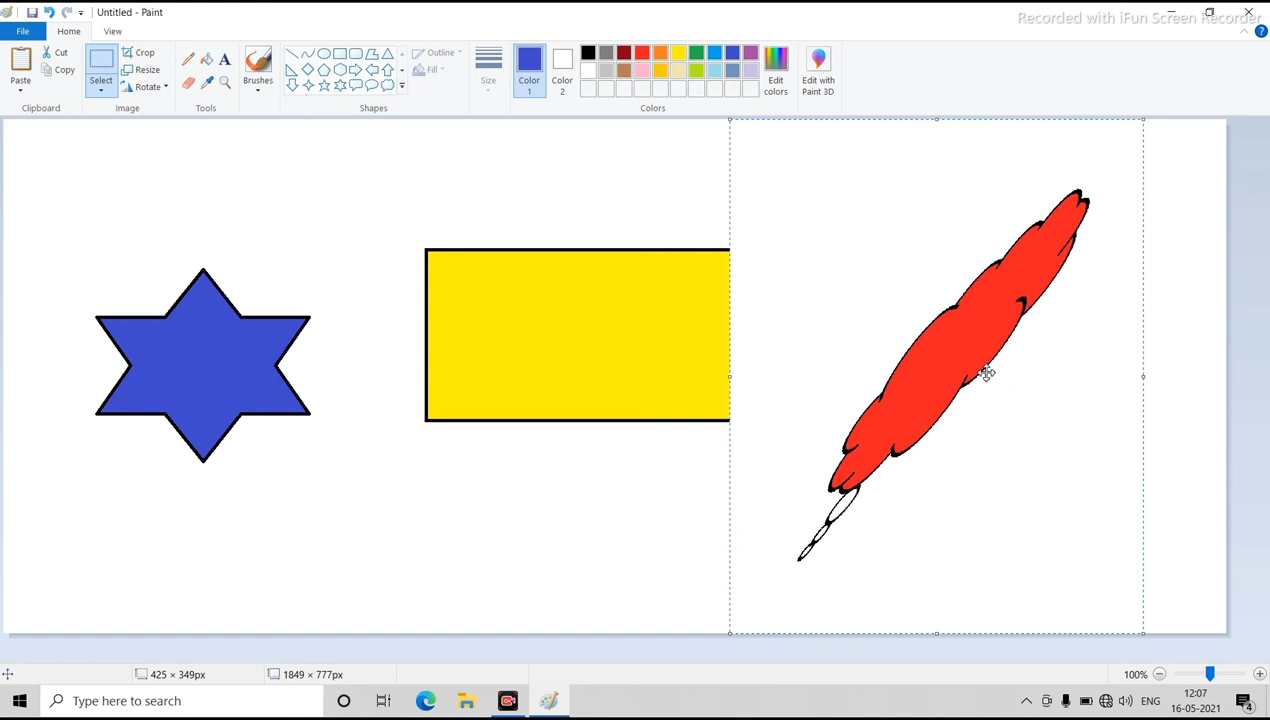 Untitled - Paint
Recorded with iFun Screen Recorder
File
Home
View
Paste
Cut
Copy
Clipboard
Select
Crop
Resize
Rotate
Image
A
Tools
Brushes
Outline
Fill
Shapes
Size
Color
1
Color
2
Edit
colors
Colors
Edit with
Paint 3D
?
425 × 349px
1849 × 777px
100%
Type here to search
ENG
12:07
16-05-2021
4